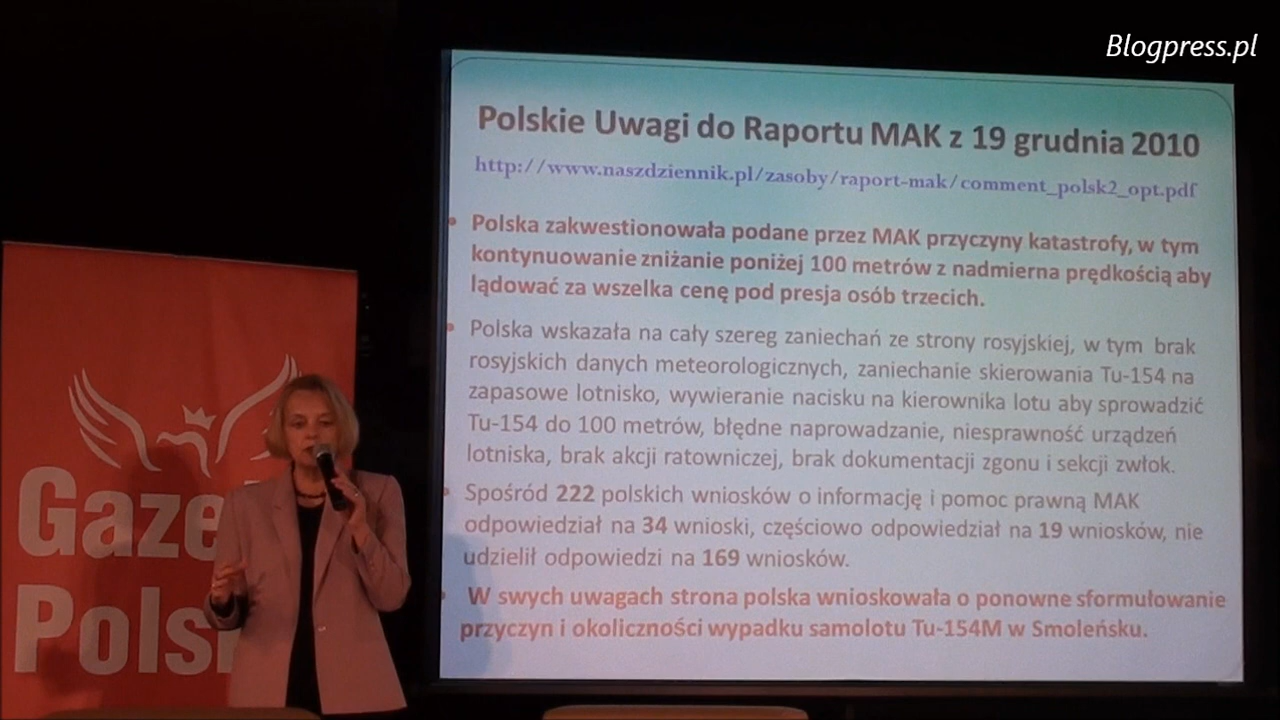 Blogpress.pl
Polskie Uwagi do Raportu MAK z 19 grudnia 2010
http://www.naszdziennik.pl/zasoby/raport-mak/comment_polsk2_opt.pdf
• Polska zakwestionowała podane przez MAK przyczyny katastrofy, w tym
kontynuowanie zniżanie poniżej 100 metrów z nadmierna prędkością aby
lądować za wszelka cenę pod presja osób trzecich.
• Polska wskazała na cały szereg zaniechań ze strony rosyjskiej, w tym brak
rosyjskich danych meteorologicznych, zaniechanie skierowania Tu-154 na
zapasowe lotnisko, wywieranie nacisku na kierownika lotu aby sprowadzić
Tu-154 do 100 metrów, błędne naprowadzanie, niesprawność urządzeń
lotniska, brak akcji ratowniczej, brak dokumentacji zgonu i sekcji zwłok.
• Spośród 222 polskich wniosków o informację i pomoc prawną MAK
odpowiedział na 34 wnioski, częściowo odpowiedział na 19 wniosków, nie
udzielił odpowiedzi na 169 wniosków.
• W swych uwagach strona polska wnioskowała o ponowne sformułowanie
przyczyn i okoliczności wypadku samolotu Tu-154M w Smoleńsku.
Gaze
Pols